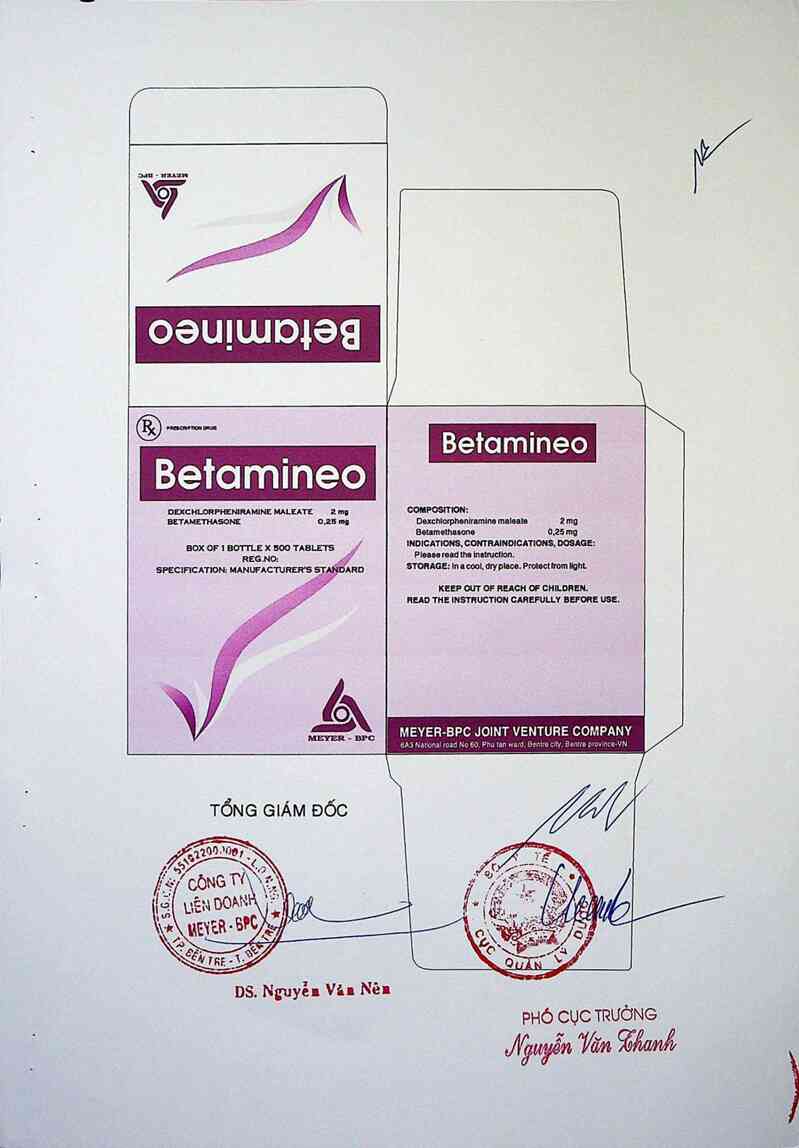 MEYER - BPC
Betamineo
Rx PRESCRIPTION DRUG
Betamineo
DEXCHLORPHENIRAMINE MALEATE 2 mg
BETAMETHASONE 0,25 mg
BOX OF 1 BOTTLE X 500 TABLETS
REG.NO:
SPECIFICATION: MANUFACTURER'S STANDARD
MEYER - BPC
Betamineo
COMPOSITION:
Dexchlorpheniramine maleate 2 mg
Betamethasone 0,25 mg
INDICATIONS, CONTRAINDICATIONS, DOSAGE:
Please read the instruction.
STORAGE: In a cool, dry place. Protect from light.
KEEP OUT OF REACH OF CHILDREN.
READ THE INSTRUCTION CAREFULLY BEFORE USE.
MEYER-BPC JOINT VENTURE COMPANY
6A3 National road No 60, Phu tan ward, Bentre city, Bentre province-VN
TỔNG GIÁM ĐỐC
CÔNG TY
LIÊN DOANH
MEYER - BPC
TP. BẾN TRE - T. BẾN TRE
DS. Nguyễn Văn Nên
BỘ Y TẾ
CỤC QUẢN LÝ DƯỢC
PHÓ CỤC TRƯỞNG
Nguyễn Văn Thanh